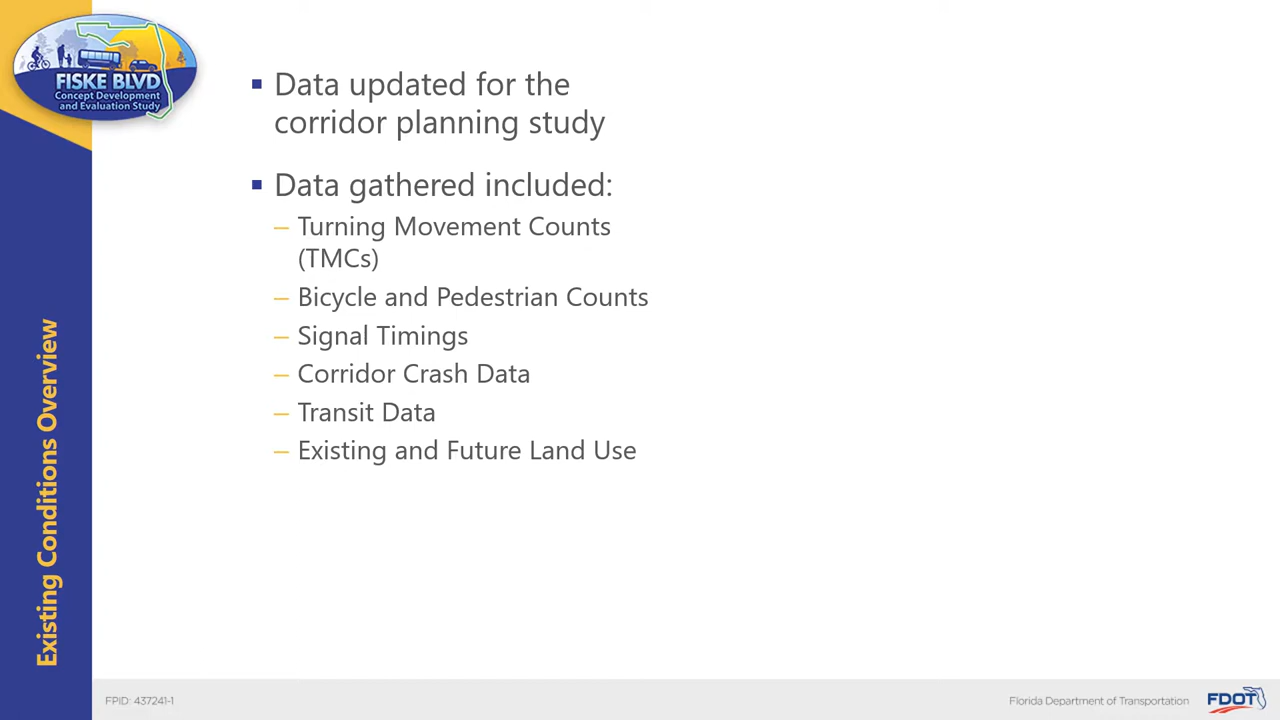 FISKE BLVD
Concept Development
and Evaluation Study
Existing Conditions Overview
▪ Data updated for the
corridor planning study
▪ Data gathered included:
– Turning Movement Counts
(TMCs)
– Bicycle and Pedestrian Counts
– Signal Timings
– Corridor Crash Data
– Transit Data
– Existing and Future Land Use
FPID: 437241-1
Florida Department of Transportation
FDOT